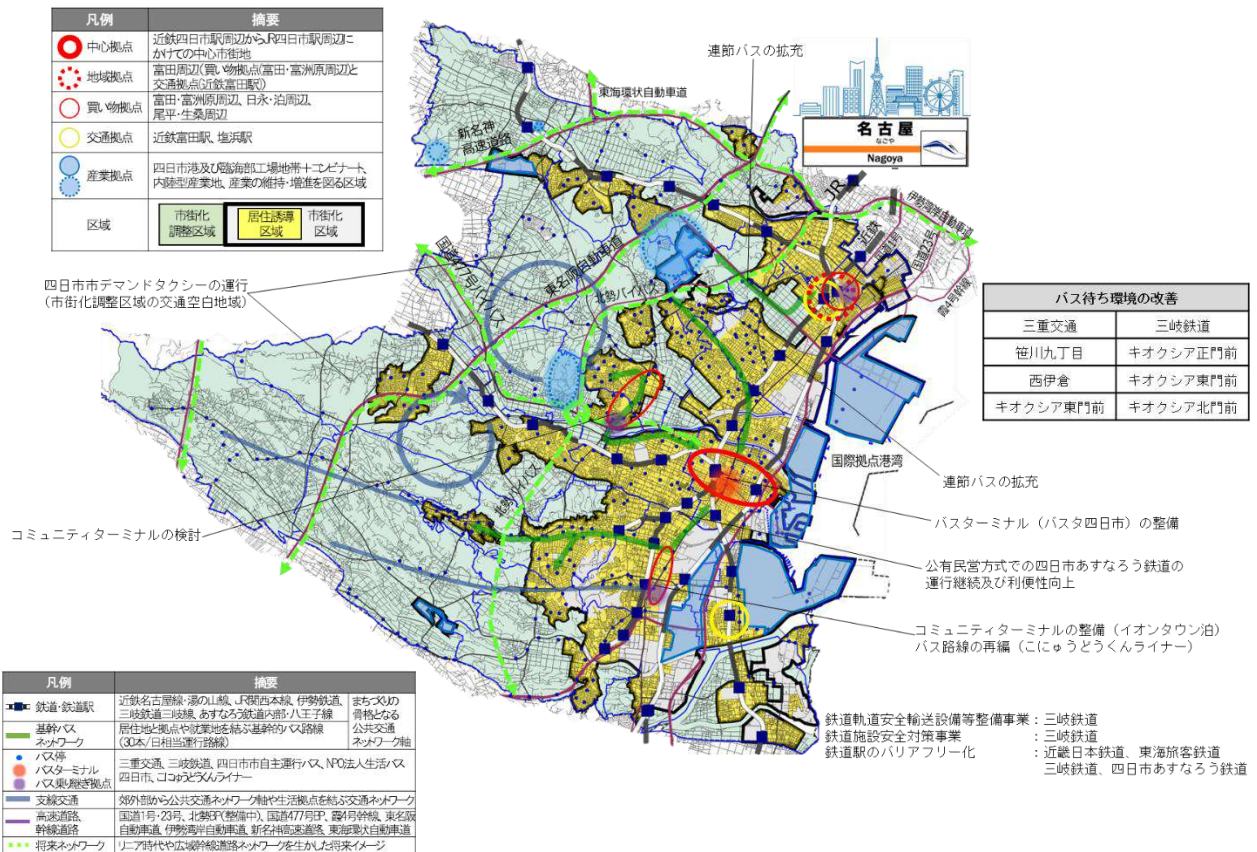 凡例 摘要
中心拠点 近鉄四日市駅周辺からJR四日市駅周辺に
かけての中心市街地
地域拠点 富田周辺(買い物拠点(富田・富洲原周辺)と
交通拠点(近鉄富田駅))
買い物拠点 富田・富洲原周辺、日永・泊周辺、
尾平・生桑周辺
交通拠点 近鉄富田駅、塩浜駅
産業拠点 四日市港及び臨海部工場地帯+コンビナート、
内陸型産業地、産業の維持・増進を図る区域
区域 市街化
調整区域 居住誘導
区域 市街化
区域
連節バスの拡充
東海環状自動車道
新名神
高速道路
名古屋
なごや
Nagoya
JR
近鉄
国道1号
国道23号
伊勢湾岸自動車道
霞4号幹線
国道477号バイパス
東名阪自動車道
北勢バイパス
四日市市デマンドタクシーの運行
(市街化調整区域の交通空白地域)
バス待ち環境の改善
三重交通 三岐鉄道
笹川九丁目 キオクシア正門前
西伊倉 キオクシア東門前
キオクシア東門前 キオクシア北門前
国際拠点港湾
連節バスの拡充
北勢バイパス
コミュニティターミナルの検討
バスターミナル(バスタ四日市)の整備
公有民営方式での四日市あすなろう鉄道の
運行継続及び利便性向上
コミュニティターミナルの整備(イオンタウン泊)
バス路線の再編(こにゅうどうくんライナー)
鉄道軌道安全輸送設備等整備事業:三岐鉄道
鉄道施設安全対策事業:三岐鉄道
鉄道駅のバリアフリー化:近畿日本鉄道、東海旅客鉄道
三岐鉄道、四日市あすなろう鉄道
凡例 摘要
鉄道・鉄道駅 近鉄名古屋線・湯の山線、JR関西本線、伊勢鉄道、
三岐鉄道三岐線、あすなろう鉄道内部・八王子線
まちづくりの
骨格となる
公共交通
ネットワーク軸
基幹バス
ネットワーク 居住地と拠点や就業地を結ぶ基幹的バス路線
(30本/日相当運行路線)
バス停
バスターミナル
バス乗り継ぎ拠点
三重交通、三岐鉄道、四日市市自主運行バス、NPO法人生活バス
四日市、こにゅうどうくんライナー
支線交通 郊外部から公共交通ネットワーク軸や生活拠点を結ぶ交通ネットワーク
高速道路、
幹線道路 国道1号・23号、北勢BP(整備中)、国道477号BP、霞4号幹線、東名阪
自動車道、伊勢湾岸自動車道、新名神高速道路、東海環状自動車道
将来ネットワーク リニア時代や広域幹線道路ネットワークを生かした将来イメージ